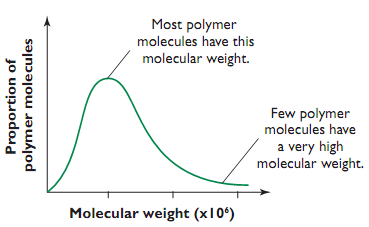 Most polymer
molecules have this
molecular weight.
Few polymer
molecules have
a very high
molecular weight.
Proportion of
polymer molecules
Molecular weight (x10⁶)